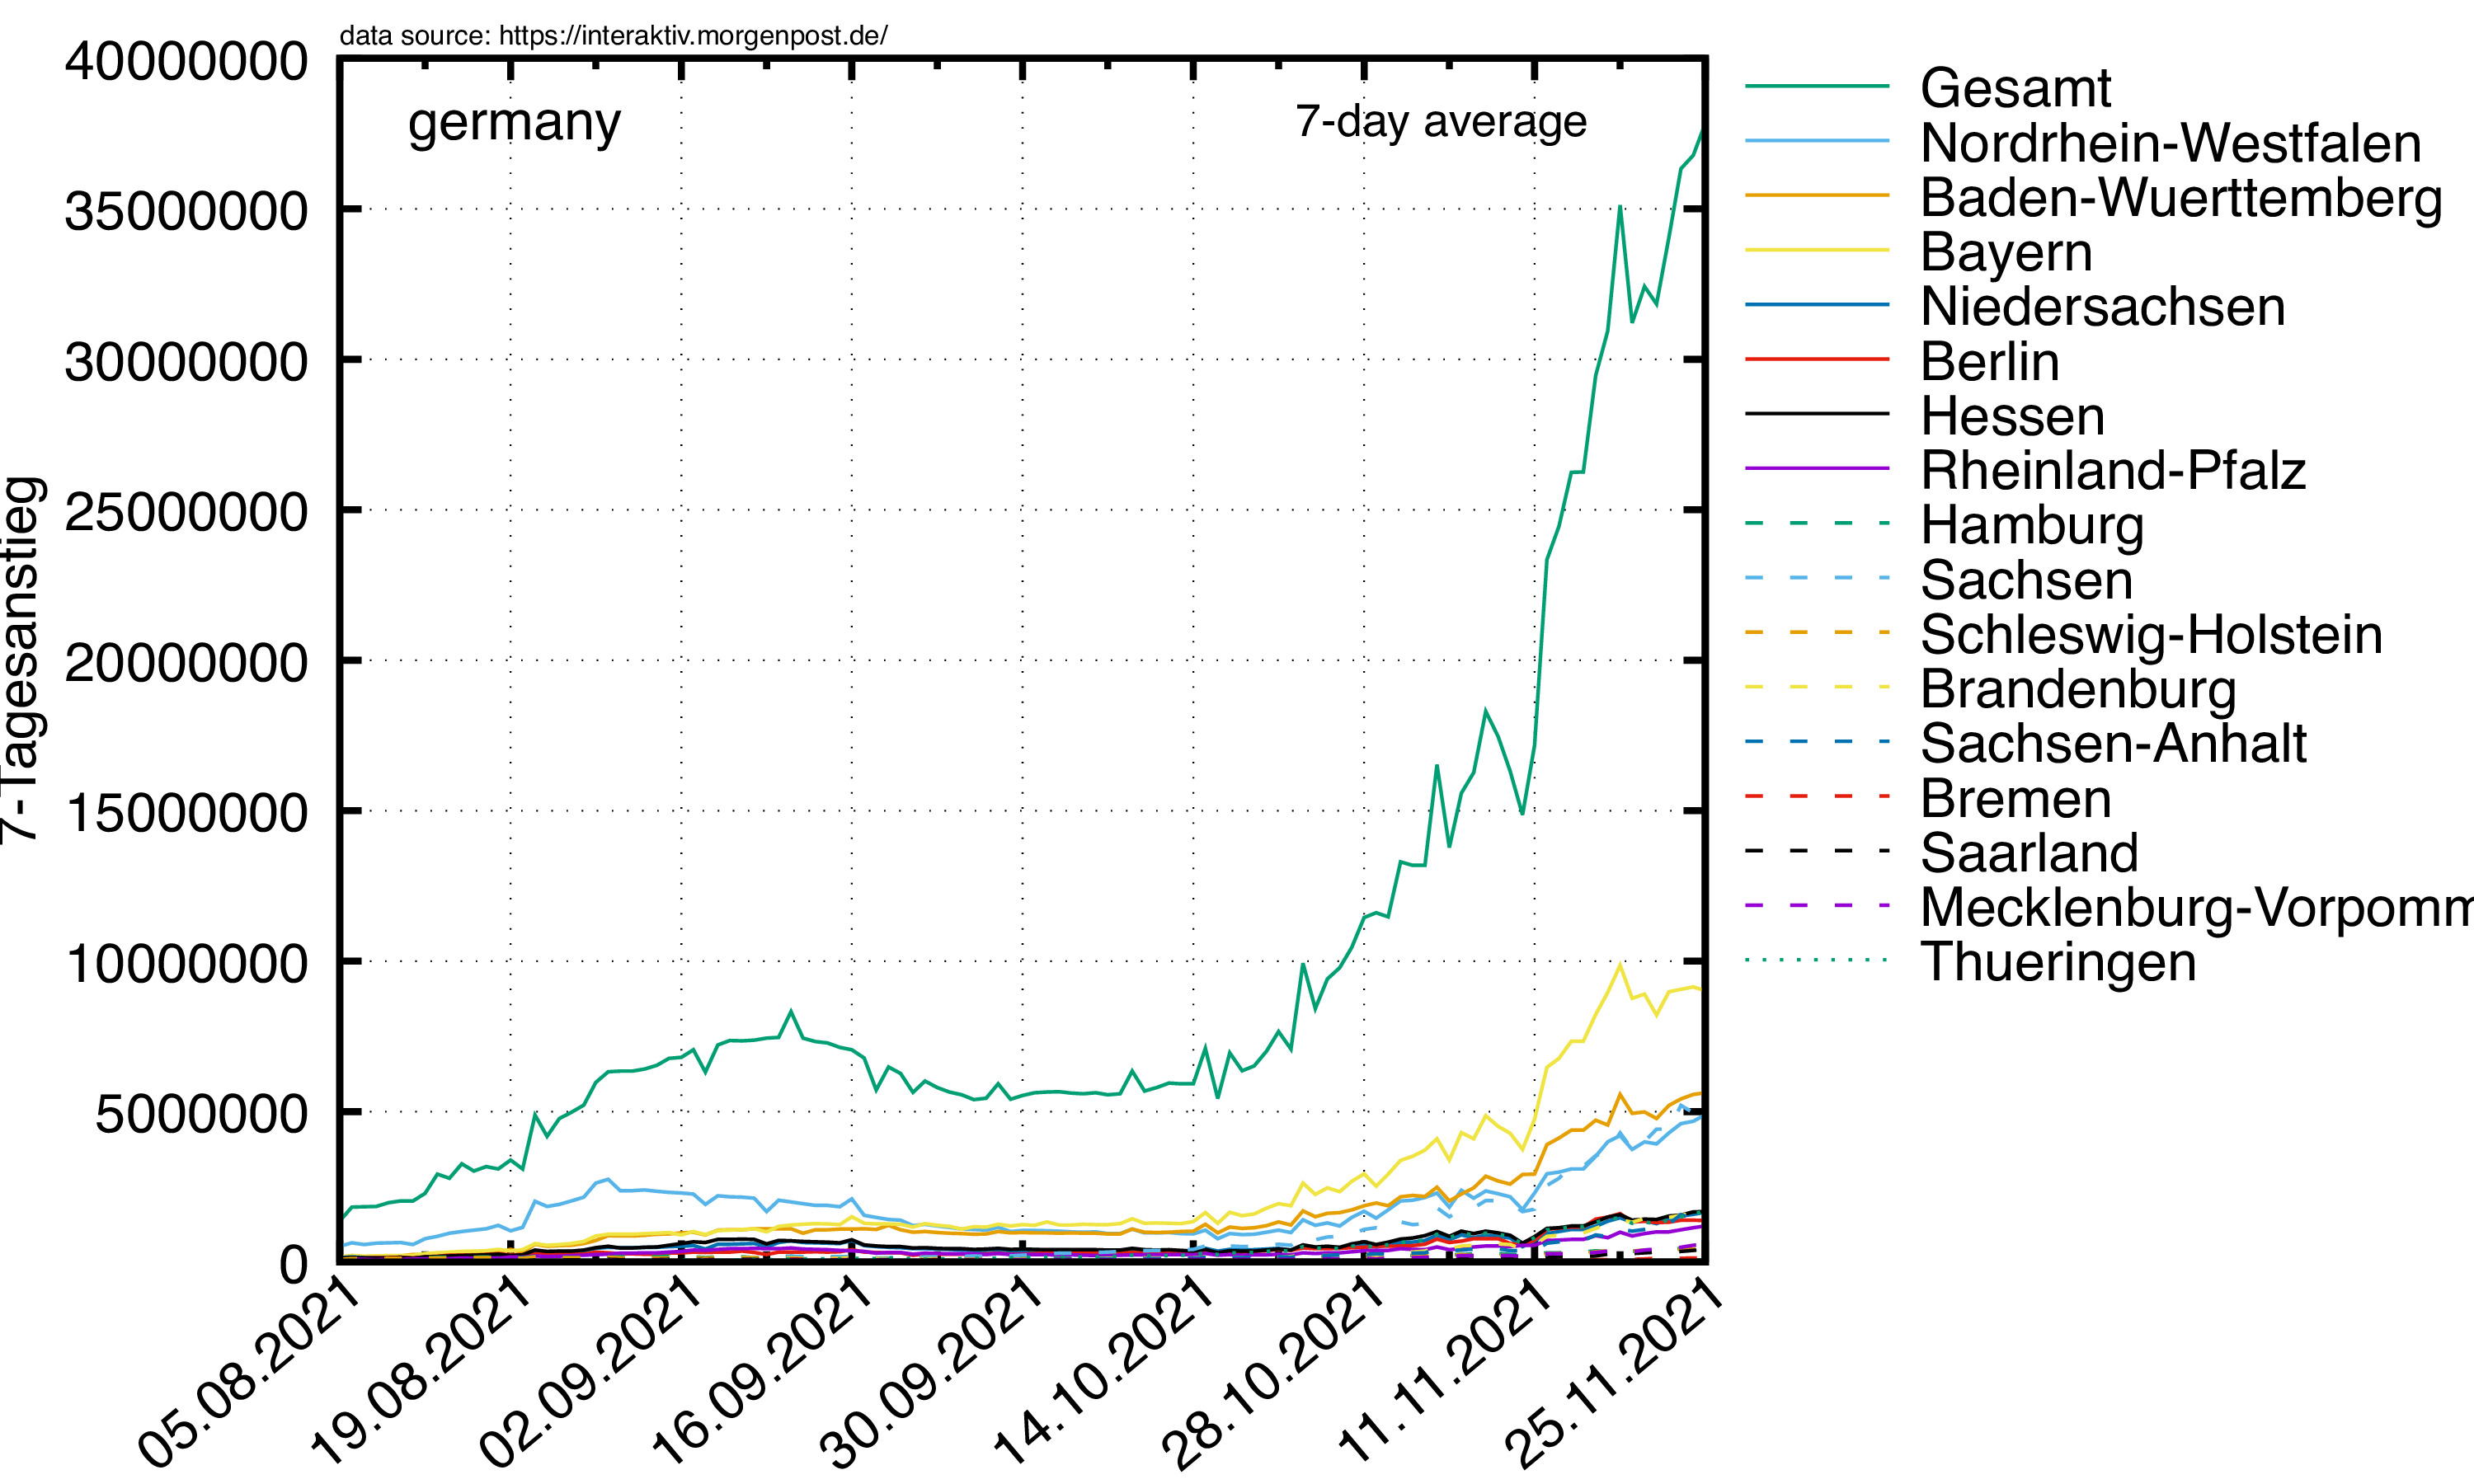 data source: https://interaktiv.morgenpost.de/
germany
7-day average
7-Tagesanstieg
40000000
35000000
30000000
25000000
20000000
15000000
10000000
5000000
0
05.08.2021
19.08.2021
02.09.2021
16.09.2021
30.09.2021
14.10.2021
28.10.2021
11.11.2021
25.11.2021
Gesamt
Nordrhein-Westfalen
Baden-Wuerttemberg
Bayern
Niedersachsen
Berlin
Hessen
Rheinland-Pfalz
Hamburg
Sachsen
Schleswig-Holstein
Brandenburg
Sachsen-Anhalt
Bremen
Saarland
Mecklenburg-Vorpomm
Thueringen